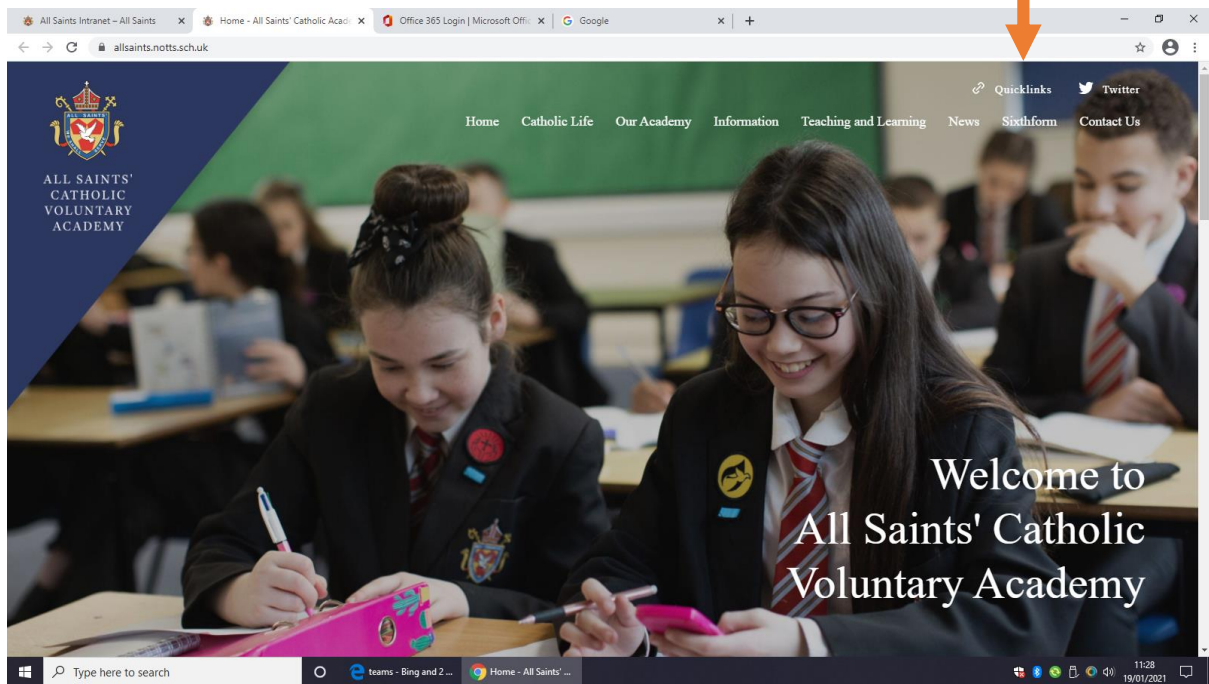 All Saints Intranet – All Saints
Home - All Saints' Catholic Acade
Office 365 Login | Microsoft Offic
Google
allsaints.notts.sch.uk
Quicklinks
Twitter
Home
Catholic Life
Our Academy
Information
Teaching and Learning
News
Sixthform
Contact Us
ALL SAINTS
ALL SAINTS'
CATHOLIC
VOLUNTARY
ACADEMY
Welcome to
All Saints' Catholic
Voluntary Academy
Type here to search
teams - Bing and 2 ...
Home - All Saints' ...
11:28
19/01/2021